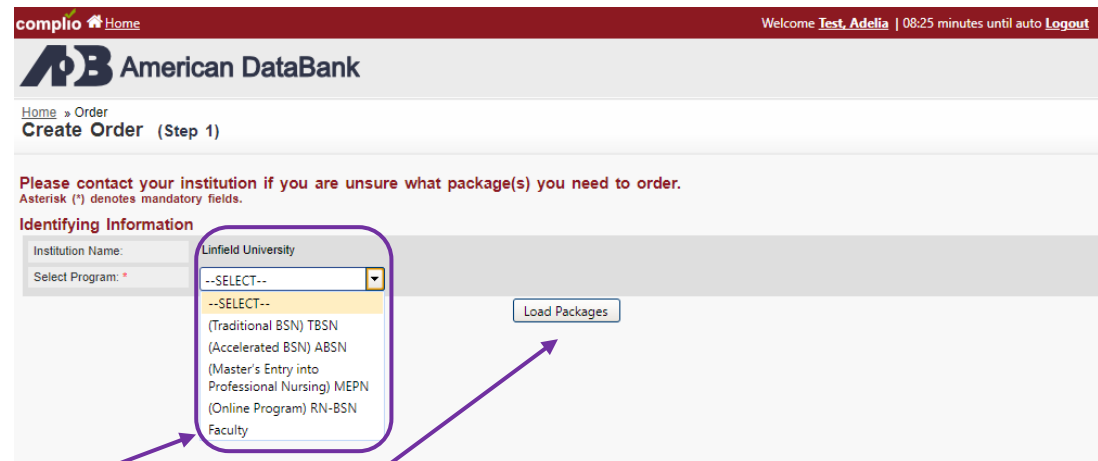 complio Home Welcome Test, Adelia | 08:25 minutes until auto Logout
ADB American DataBank
Home » Order
Create Order (Step 1)
Please contact your institution if you are unsure what package(s) you need to order.
Asterisk (*) denotes mandatory fields.
Identifying Information
Institution Name: Linfield University
Select Program: * --SELECT--
--SELECT--
Load Packages
(Traditional BSN) TBSN
(Accelerated BSN) ABSN
(Master's Entry into
Professional Nursing) MEPN
(Online Program) RN-BSN
Faculty